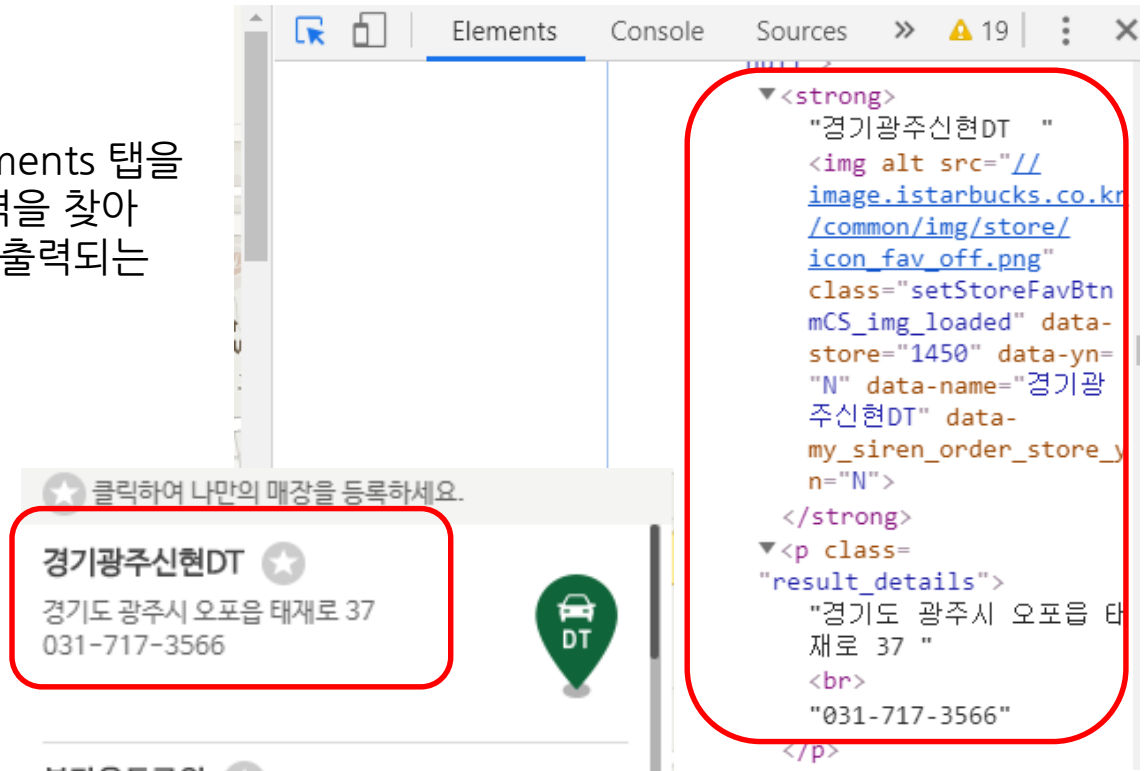 Elements Console Sources » 19
ments 탭을
을 찾아
출력되는
<strong>
"경기광주신현DT "
<img alt src="//
image.istarbucks.co.kr
/common/img/store/
icon_fav_off.png"
class="setStoreFavBtn
mCS_img_loaded" data-
store="1450" data-yn=
"N" data-name="경기광
주신현DT" data-
my_siren_order_store_y
n="N">
</strong>
<p class=
"result_details">
"경기도 광주시 오포읍 태
재로 37 "
<br>
"031-717-3566"
</p>
클릭하여 나만의 매장을 등록하세요.
경기광주신현DT
경기도 광주시 오포읍 태재로 37
031-717-3566
DT